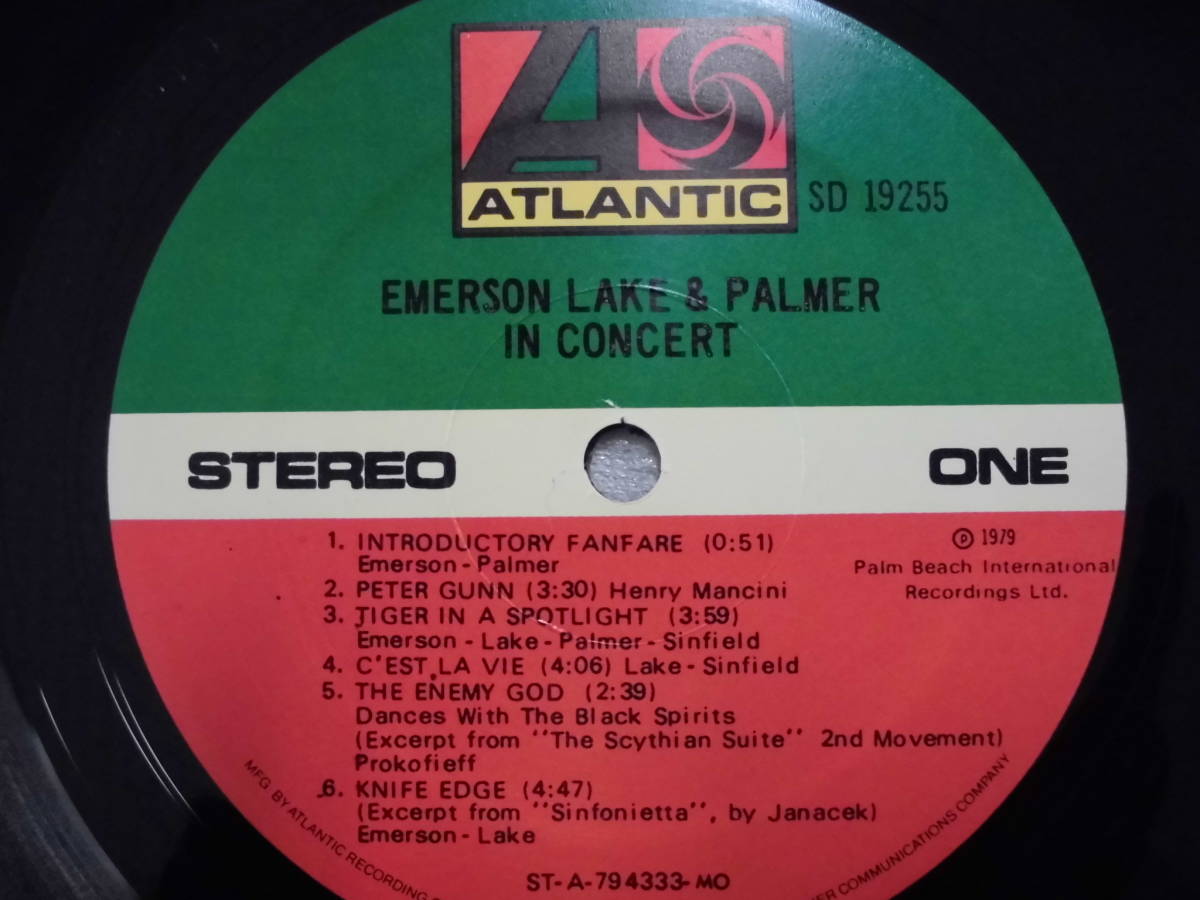 ATLANTIC
SD 19255
EMERSON LAKE & PALMER
IN CONCERT
STEREO
ONE
1. INTRODUCTORY FANFARE (0:51)
Emerson - Palmer
2. PETER GUNN (3:30) Henry Mancini
3. TIGER IN A SPOTLIGHT (3:59)
Emerson - Lake - Palmer - Sinfield
4. C'EST LA VIE (4:06) Lake - Sinfield
5. THE ENEMY GOD (2:39)
Dances With The Black Spirits
(Excerpt from "The Scythian Suite" 2nd Movement)
Prokofieff
6. KNIFE EDGE (4:47)
(Excerpt from "Sinfonietta", by Janacek)
Emerson - Lake
℗ 1979
Palm Beach International
Recordings Ltd.
ST-A-794333-MO
MFG BY ATLANTIC RECORDING
COMMUNICATIONS COMPANY